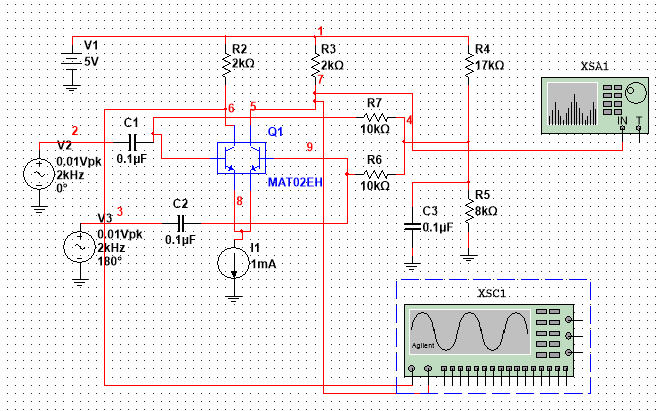 1
V1
5V
R2
2kΩ
R3
2kΩ
R4
17kΩ
XSA1
IN T
7
6
5
R7
10kΩ
4
2
C1
0.1µF
Q1
9
V2
0,01Vpk
2kHz
0°
R6
10kΩ
MAT02EH
8
3
C2
0.1µF
V3
0.01Vpk
2kHz
180°
C3
0.1µF
R5
8kΩ
I1
1mA
XSC1
Agilent